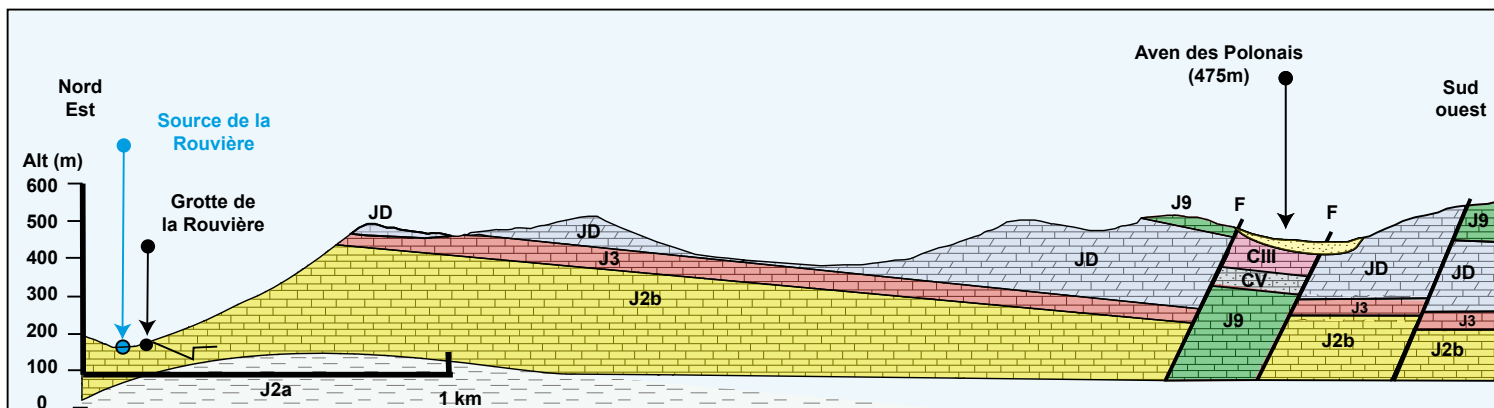 Nord
Est
Source de la
Rouvière
Grotte de
la Rouvière
Aven des Polonais
(475m)
Sud
ouest
Alt (m)
600
500
400
300
200
100
0
JD
JD
J3
J2b
J2a
1 km
JD
J9
F
F
CIII
CV
J9
JD
J3
J2b
J9
JD
J3
J2b